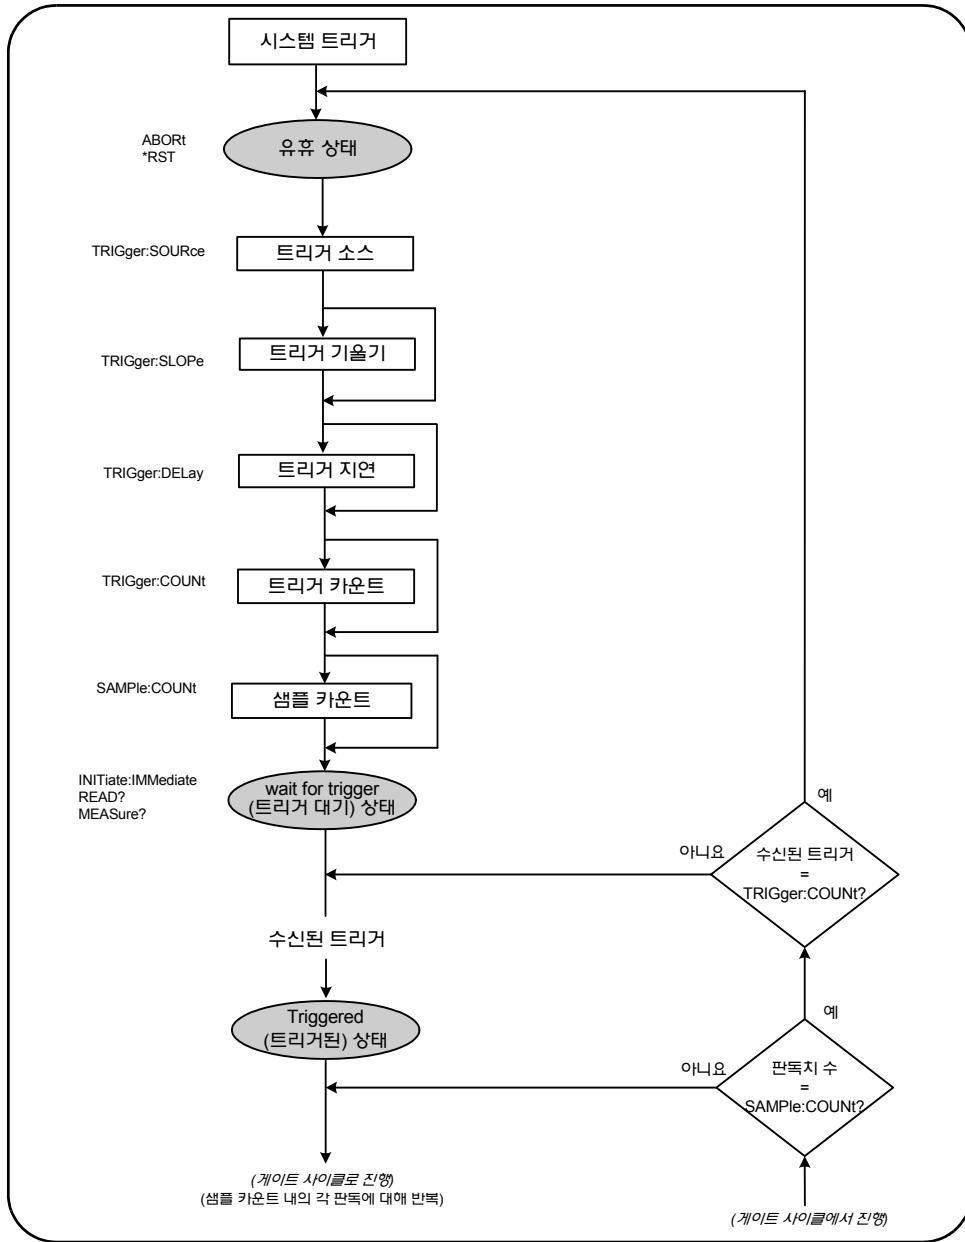 시스템 트리거
ABORt
*RST
유휴 상태
TRIGger:SOURce
트리거 소스
TRIGger:SLOPe
트리거 기울기
TRIGger:DELay
트리거 지연
TRIGger:COUNt
트리거 카운트
SAMPle:COUNt
샘플 카운트
INITiate:IMMediate
READ?
MEASure?
wait for trigger
(트리거 대기) 상태
예
아니요
수신된 트리거
=
TRIGger:COUNt?
수신된 트리거
Triggered
(트리거된) 상태
예
아니요
판독치 수
=
SAMPle:COUNt?
(게이트 사이클로 진행)
(샘플 카운트 내의 각 판독에 대해 반복)
(게이트 사이클에서 진행)